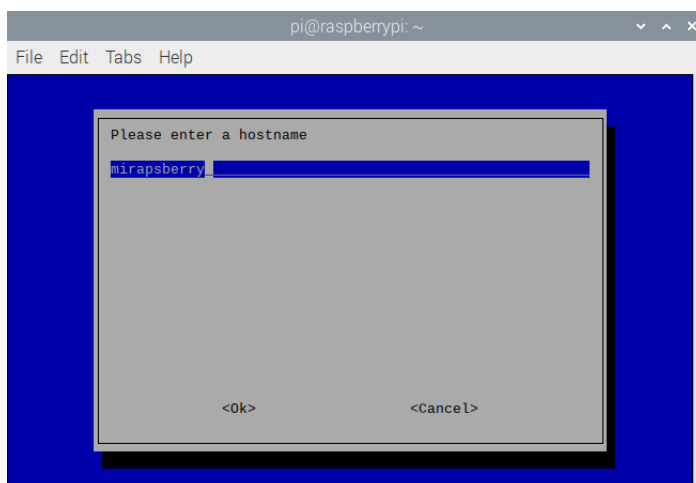 pi@raspberrypi: ~
File Edit Tabs Help
Please enter a hostname
mirapsberry
<Ok> <Cancel>